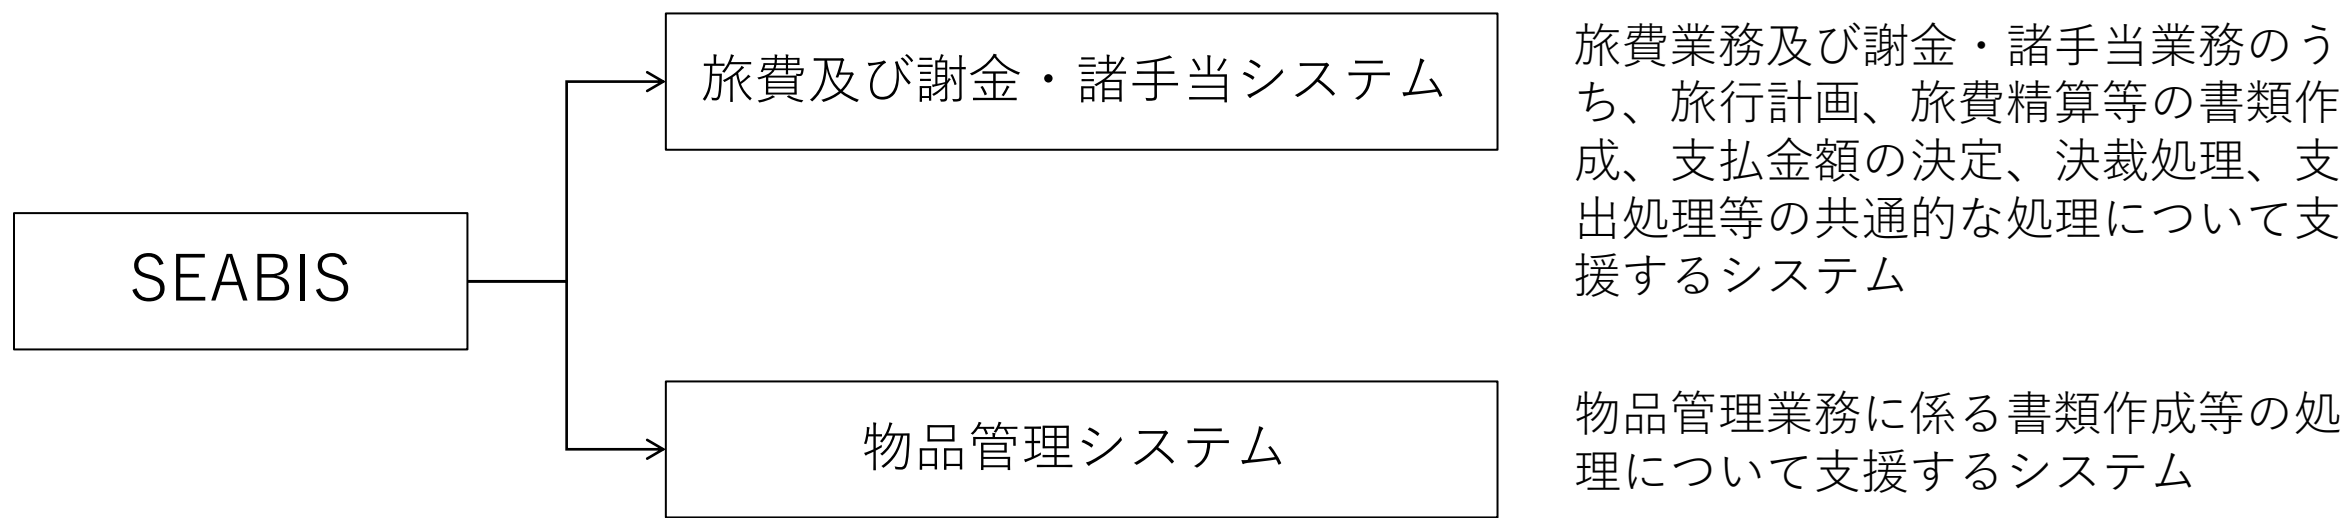 SEABIS
旅費及び謝金・諸手当システム
旅費業務及び謝金・諸手当業務のう
ち、旅行計画、旅費精算等の書類作
成、支払金額の決定、決裁処理、支
出処理等の共通的な処理について支
援するシステム
物品管理システム
物品管理業務に係る書類作成等の処
理について支援するシステム